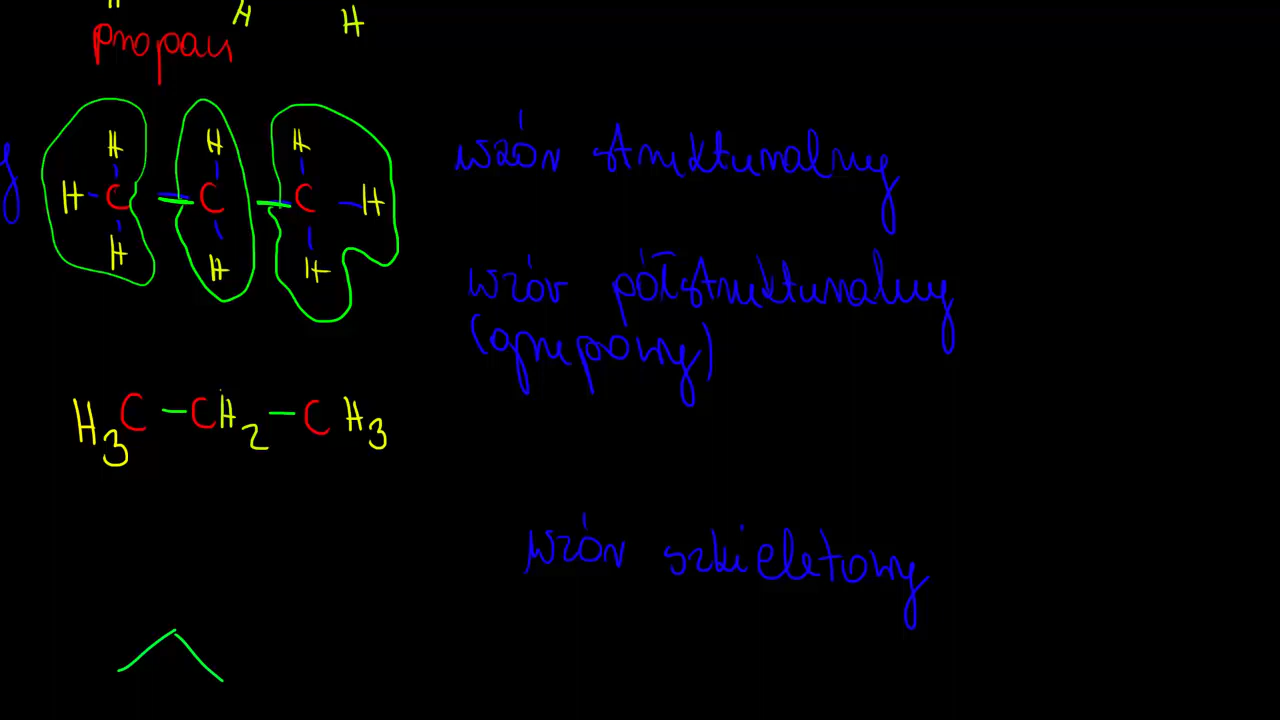 H H H
propan
H H H
y H C C C H
H H H
wzór strukturalny
wzór półstrukturalny
(grupowy)
H3C - CH2 - CH3
wzór szkieletowy